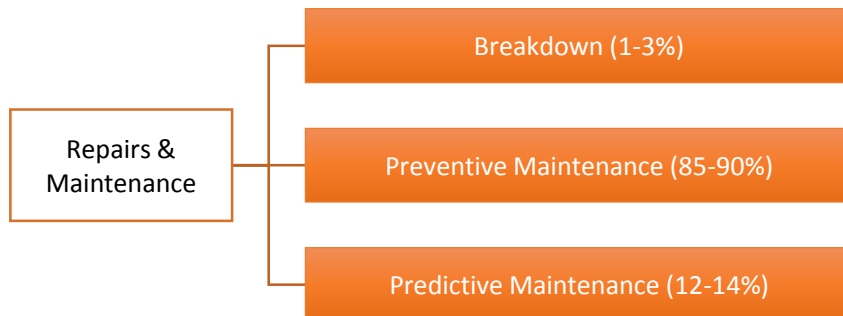 Repairs &
Maintenance
Breakdown (1-3%)
Preventive Maintenance (85-90%)
Predictive Maintenance (12-14%)